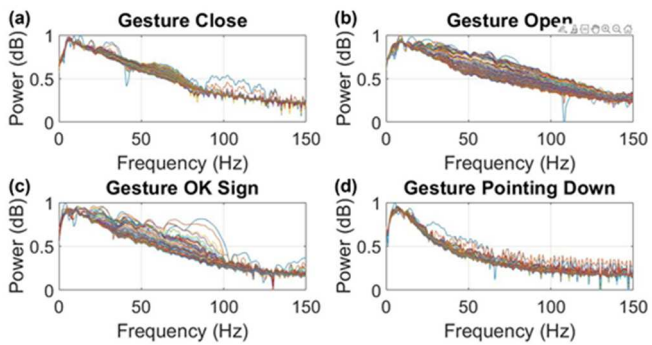 (a) Gesture Close
Power (dB)
1
0.5
0
0 50 100 150
Frequency (Hz)
(b) Gesture Open
Power (dB)
1
0.5
0
0 50 100 150
Frequency (Hz)
(c) Gesture OK Sign
Power (dB)
1
0.5
0
0 50 100 150
Frequency (Hz)
(d) Gesture Pointing Down
Power (dB)
1
0.5
0
0 50 100 150
Frequency (Hz)